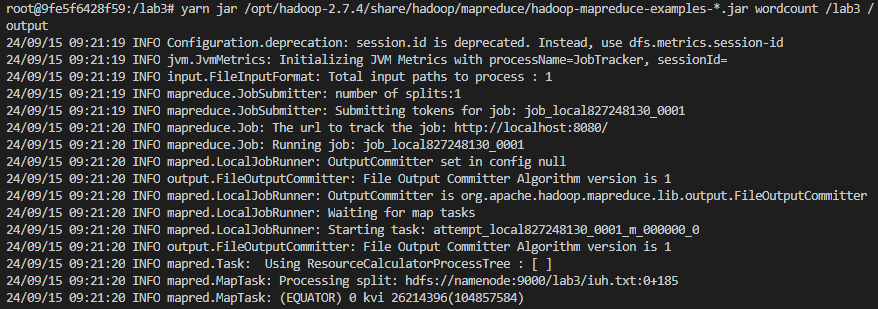 root@9fe5f6428f59:/lab3# yarn jar /opt/hadoop-2.7.4/share/hadoop/mapreduce/hadoop-mapreduce-examples-*.jar wordcount /lab3 /
output
24/09/15 09:21:19 INFO Configuration.deprecation: session.id is deprecated. Instead, use dfs.metrics.session-id
24/09/15 09:21:19 INFO jvm.JvmMetrics: Initializing JVM Metrics with processName=JobTracker, sessionId=
24/09/15 09:21:19 INFO input.FileInputFormat: Total input paths to process : 1
24/09/15 09:21:19 INFO mapreduce.JobSubmitter: number of splits:1
24/09/15 09:21:19 INFO mapreduce.JobSubmitter: Submitting tokens for job: job_local827248130_0001
24/09/15 09:21:20 INFO mapreduce.Job: The url to track the job: http://localhost:8080/
24/09/15 09:21:20 INFO mapreduce.Job: Running job: job_local827248130_0001
24/09/15 09:21:20 INFO mapred.LocalJobRunner: OutputCommitter set in config null
24/09/15 09:21:20 INFO output.FileOutputCommitter: File Output Committer Algorithm version is 1
24/09/15 09:21:20 INFO mapred.LocalJobRunner: OutputCommitter is org.apache.hadoop.mapreduce.lib.output.FileOutputCommitter
24/09/15 09:21:20 INFO mapred.LocalJobRunner: Waiting for map tasks
24/09/15 09:21:20 INFO mapred.LocalJobRunner: Starting task: attempt_local827248130_0001_m_000000_0
24/09/15 09:21:20 INFO output.FileOutputCommitter: File Output Committer Algorithm version is 1
24/09/15 09:21:20 INFO mapred.Task:  Using ResourceCalculatorProcessTree : [ ]
24/09/15 09:21:20 INFO mapred.MapTask: Processing split: hdfs://namenode:9000/lab3/iuh.txt:0+185
24/09/15 09:21:20 INFO mapred.MapTask: (EQUATOR) 0 kvi 26214396(104857584)